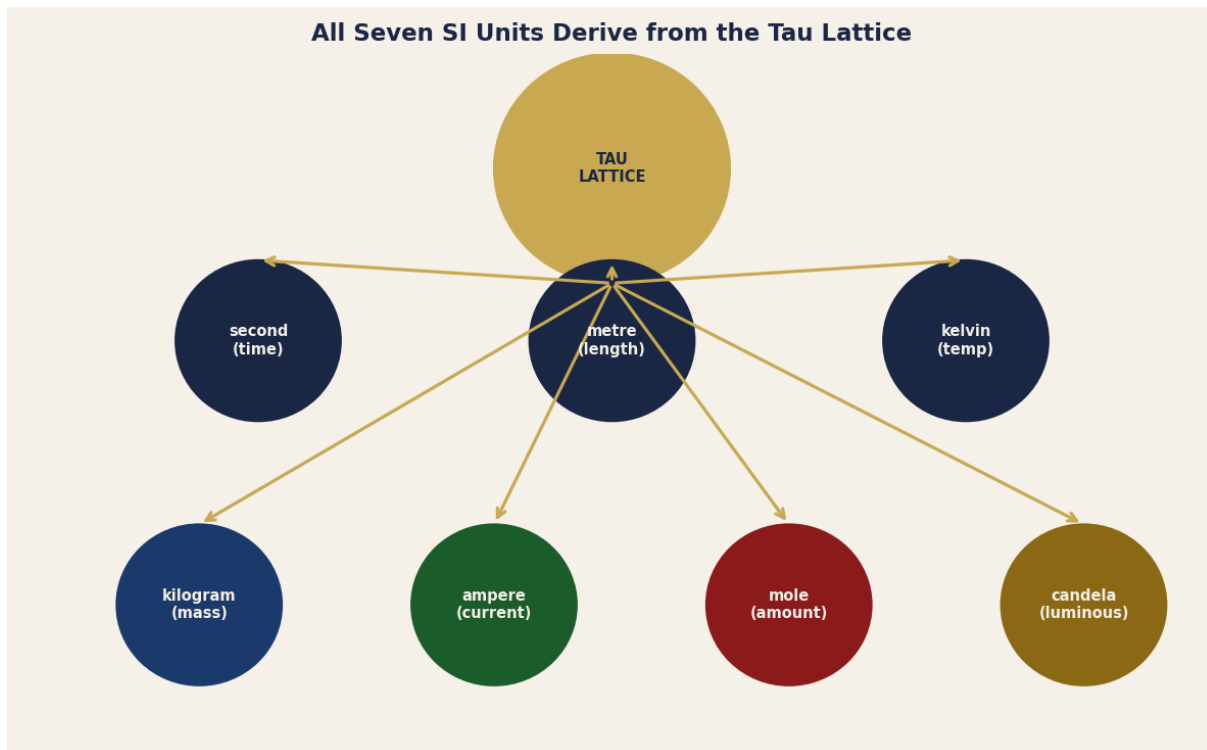 All Seven SI Units Derive from the Tau Lattice
TAU
LATTICE
second
(time)
metre
(length)
kelvin
(temp)
kilogram
(mass)
ampere
(current)
mole
(amount)
candela
(luminous)